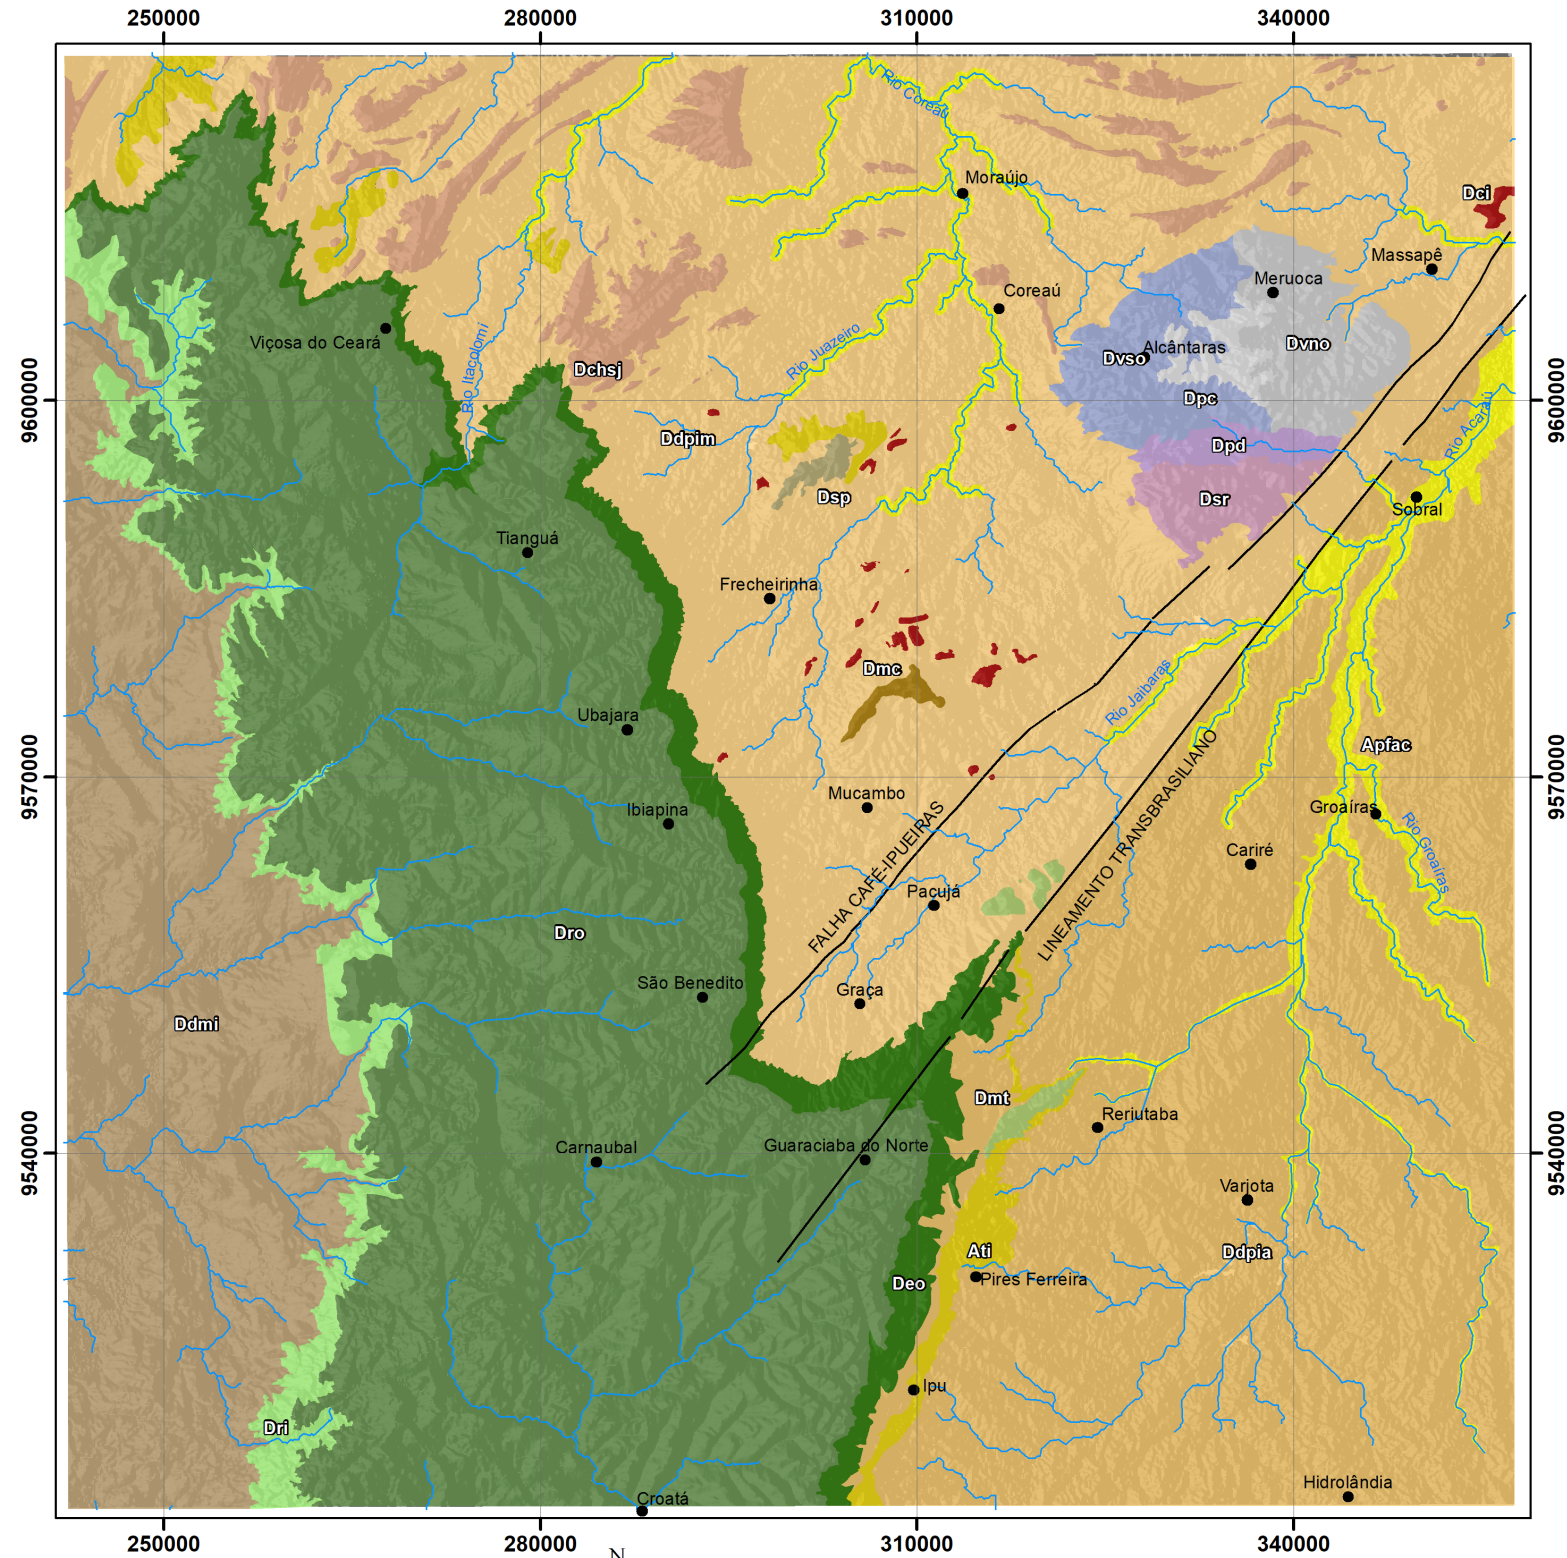 250000 280000 310000 340000
Rio Coreaú
Moraújo
Dci
Massapê
Meruoca
Coreaú
Viçosa do Ceará
Rio Itacolomi
Rio Juazeiro
Alcântaras
Dvno
Dvso
Dchsj
Dpc
9600000
9600000
Rio Acaraú
Ddpim
Dpd
Dsp
Dsr
Sobral
Tianguá
Frecheirinha
Dmc
Rio Jaibaras
Ubajara
Apfac
LINEAMENTO TRANSBRASILIANO
9570000
9570000
Mucambo
Ibiapina
Groaíras
Rio Groaíras
FALHA CAFÉ-IPUEIRAS
Cariré
Pacujá
Dro
São Benedito
Graça
Ddmi
Dmt
Reriutaba
Carnaubal
Guaraciaba do Norte
9540000
9540000
Varjota
Ati
Ddpia
Deo
Pires Ferreira
Ipu
Dri
Hidrolândia
Croatá
250000 280000 310000 340000
N